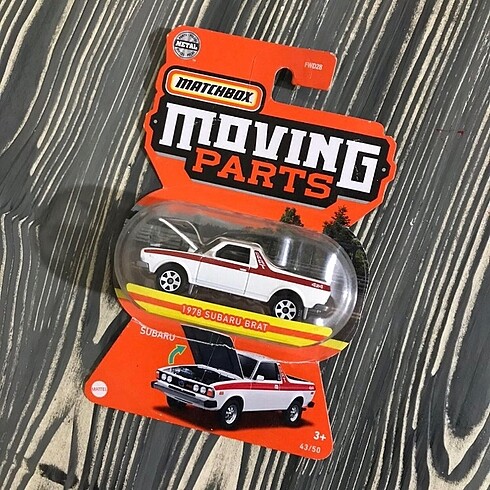 METAL
FWD28
MATCHBOX
MOVING
PARTS
4x4
1978 SUBARU BRAT
SUBARU
MATTEL
3+
43/50